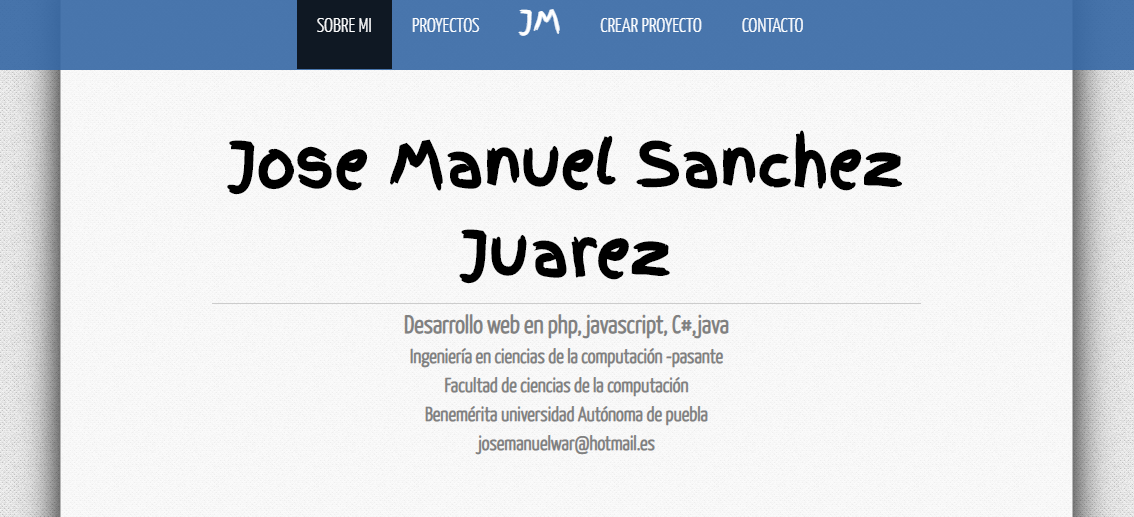 SOBRE MI PROYECTOS JM CREAR PROYECTO CONTACTO
Jose Manuel Sanchez
Juarez
Desarrollo web en php, javascript, C#,java
Ingeniería en ciencias de la computación -pasante
Facultad de ciencias de la computación
Benemérita universidad Autónoma de puebla
josemanuelwar@hotmail.es